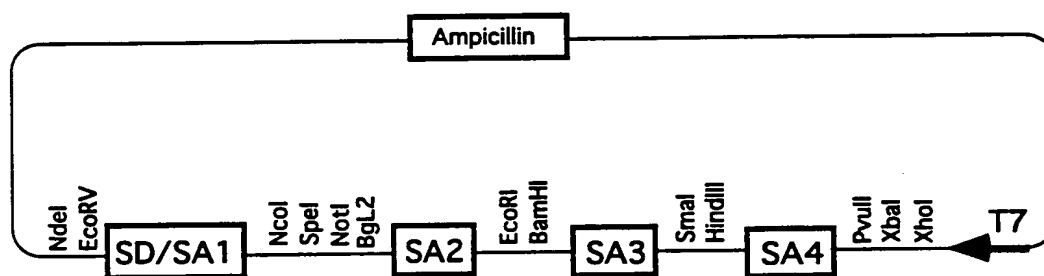 Ampicillin
NdeI
EcoRV
SD/SA1
NcoI
SpeI
NotI
BgL2
SA2
EcoRI
BamHI
SA3
SmaI
HindIII
SA4
PvuII
XbaI
XhoI
T7